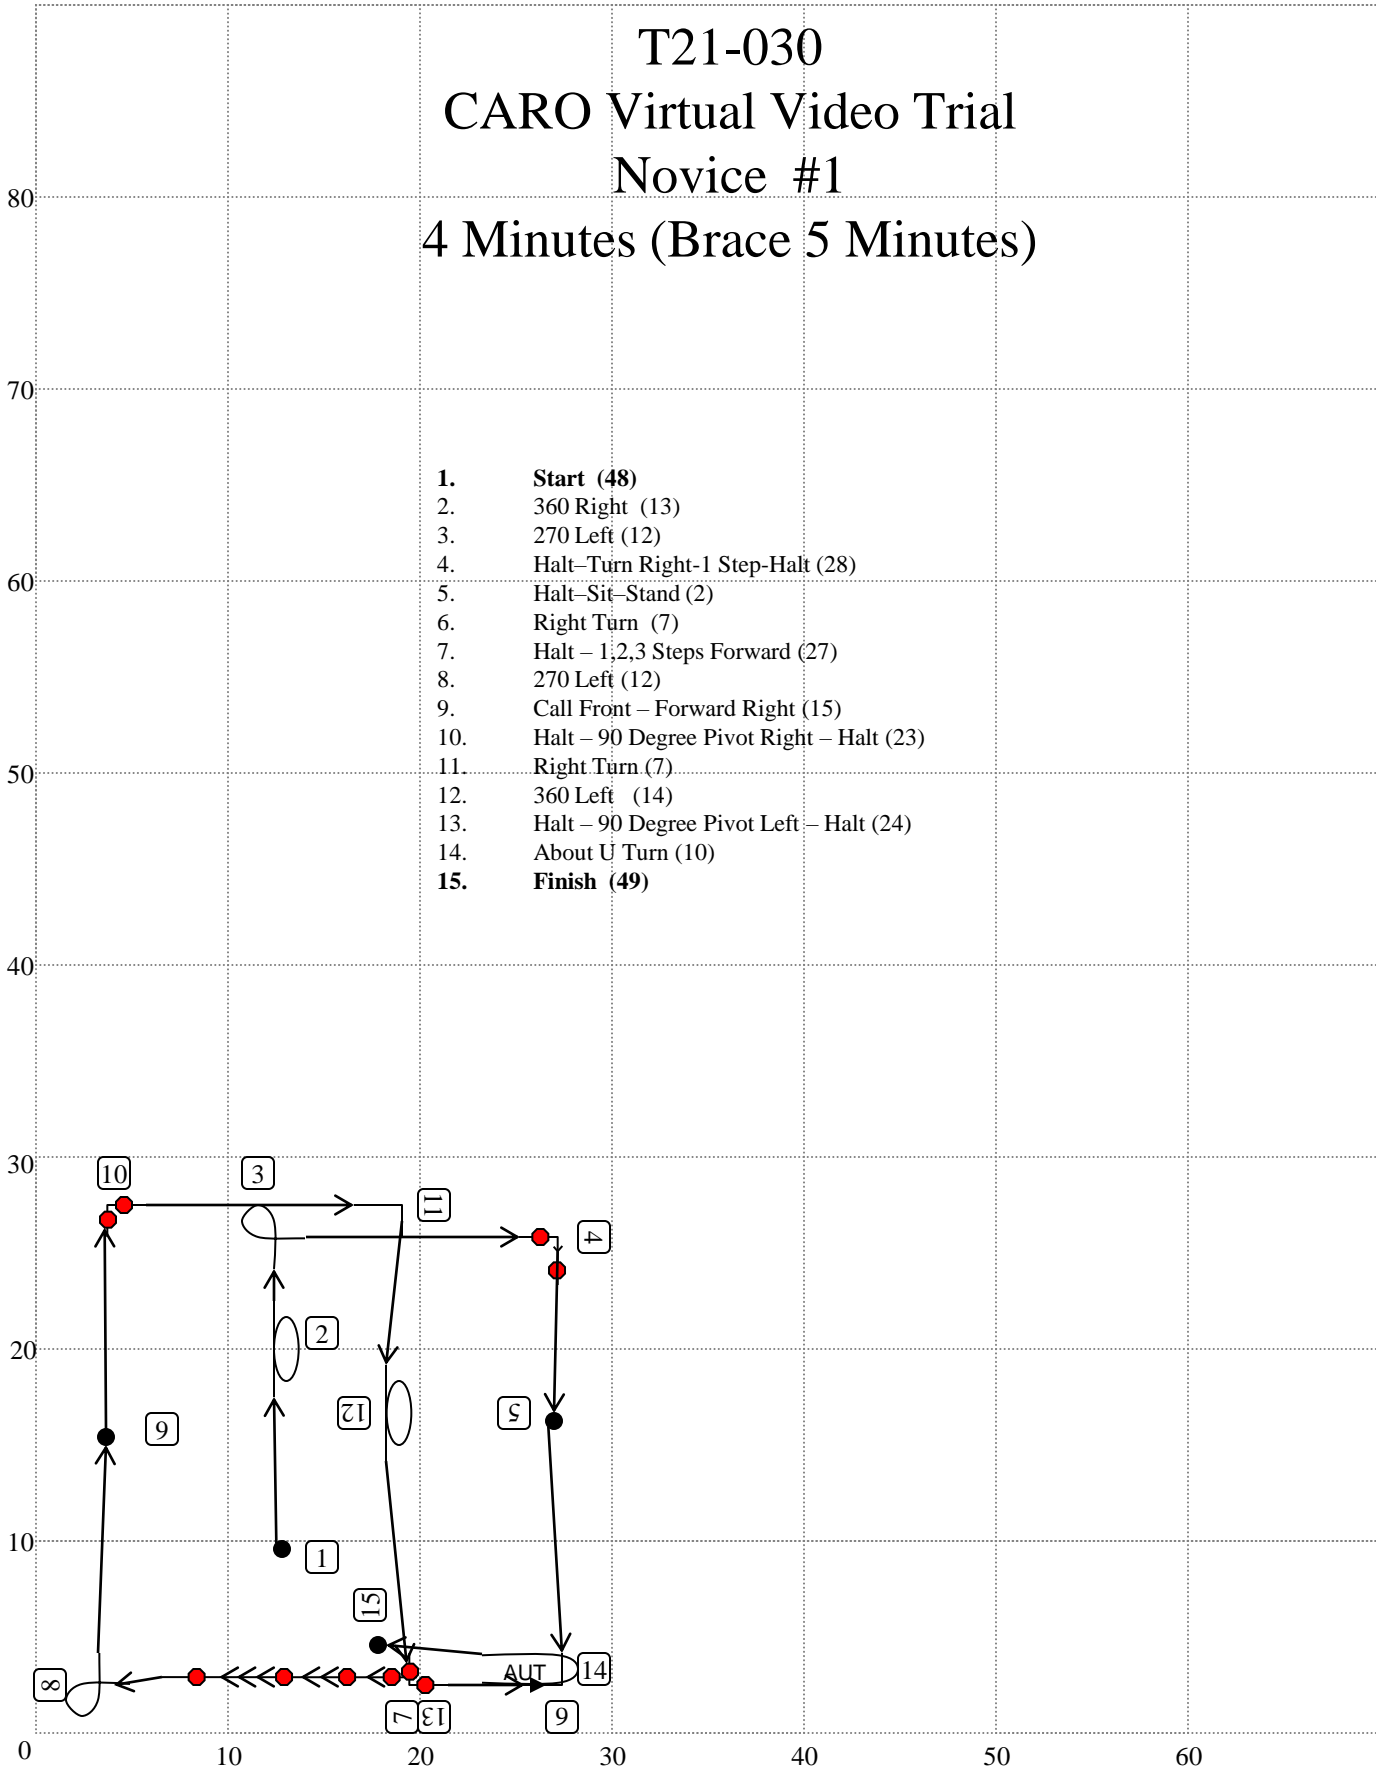 T21-030
CARO Virtual Video Trial
Novice #1
4 Minutes (Brace 5 Minutes)
80
70
1. Start (48)
2. 360 Right (13)
3. 270 Left (12)
4. Halt–Turn Right-1 Step-Halt (28)
5. Halt–Sit–Stand (2)
6. Right Turn (7)
7. Halt – 1,2,3 Steps Forward (27)
8. 270 Left (12)
9. Call Front – Forward Right (15)
10. Halt – 90 Degree Pivot Right – Halt (23)
11. Right Turn (7)
12. 360 Left (14)
13. Halt – 90 Degree Pivot Left – Halt (24)
14. About U Turn (10)
15. Finish (49)
60
50
40
30
10
3
11
4
20
2
12
5
9
10
1
15
8
AUT
14
7
13
6
0
10
20
30
40
50
60